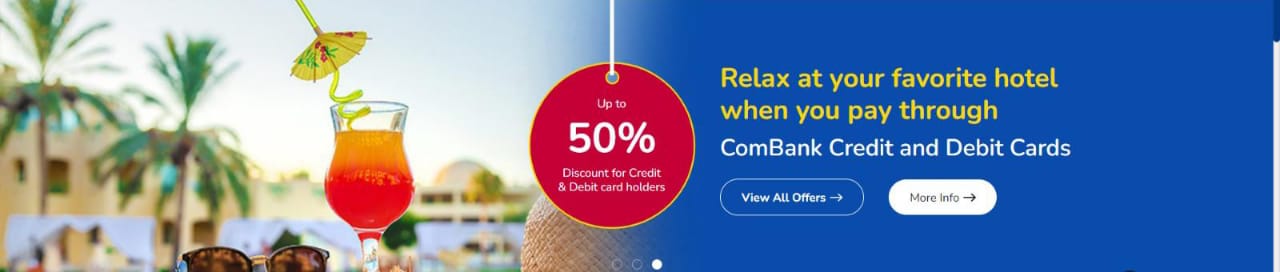 Up to
50%
Discount for Credit
& Debit card holders
Relax at your favorite hotel
when you pay through
ComBank Credit and Debit Cards
View All Offers →
More Info →